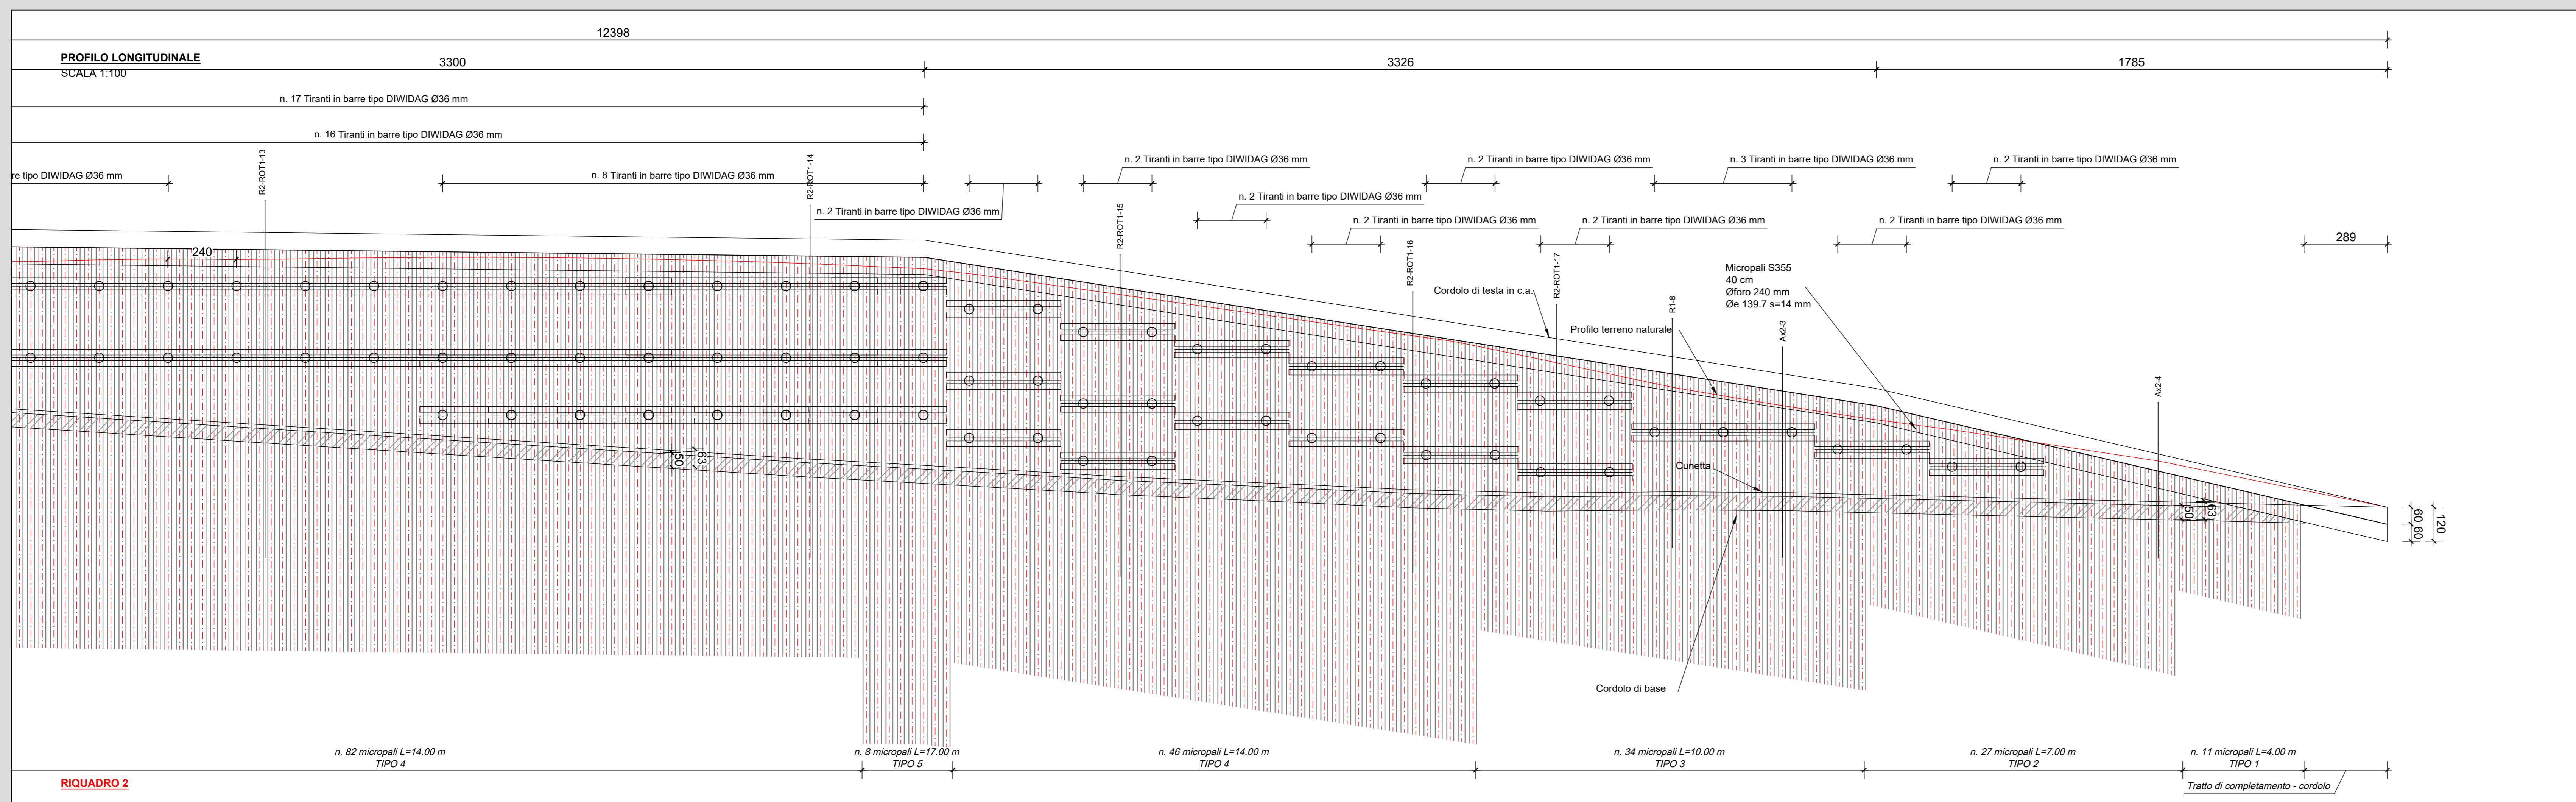 12398
PROFILO LONGITUDINALE
SCALA 1:100
3300
3326
1785
n. 17 Tiranti in barre tipo DIWIDAG Ø36 mm
n. 16 Tiranti in barre tipo DIWIDAG Ø36 mm
re tipo DIWIDAG Ø36 mm
R2-ROT1-13
n. 8 Tiranti in barre tipo DIWIDAG Ø36 mm
R2-ROT1-14
n. 2 Tiranti in barre tipo DIWIDAG Ø36 mm
n. 2 Tiranti in barre tipo DIWIDAG Ø36 mm
n. 3 Tiranti in barre tipo DIWIDAG Ø36 mm
n. 2 Tiranti in barre tipo DIWIDAG Ø36 mm
n. 2 Tiranti in barre tipo DIWIDAG Ø36 mm
n. 2 Tiranti in barre tipo DIWIDAG Ø36 mm
R2-ROT1-15
n. 2 Tiranti in barre tipo DIWIDAG Ø36 mm
n. 2 Tiranti in barre tipo DIWIDAG Ø36 mm
n. 2 Tiranti in barre tipo DIWIDAG Ø36 mm
289
240
R2-ROT1-16
R2-ROT1-17
R1-8
Ax2-3
Ax2-4
Micropali S355
40 cm
Øforo 240 mm
Øe 139.7 s=14 mm
Cordolo di testa in c.a.
Profilo terreno naturale
Cunetta
50
63
50
63
60
60
120
Cordolo di base
n. 82 micropali L=14.00 m
TIPO 4
n. 8 micropali L=17.00 m
TIPO 5
n. 46 micropali L=14.00 m
TIPO 4
n. 34 micropali L=10.00 m
TIPO 3
n. 27 micropali L=7.00 m
TIPO 2
n. 11 micropali L=4.00 m
TIPO 1
RIQUADRO 2
Tratto di completamento - cordolo